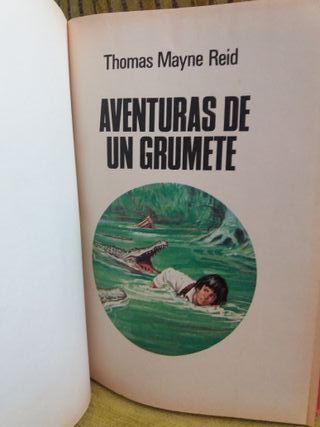 Thomas Mayne Reid
AVENTURAS DE
UN GRUMETE